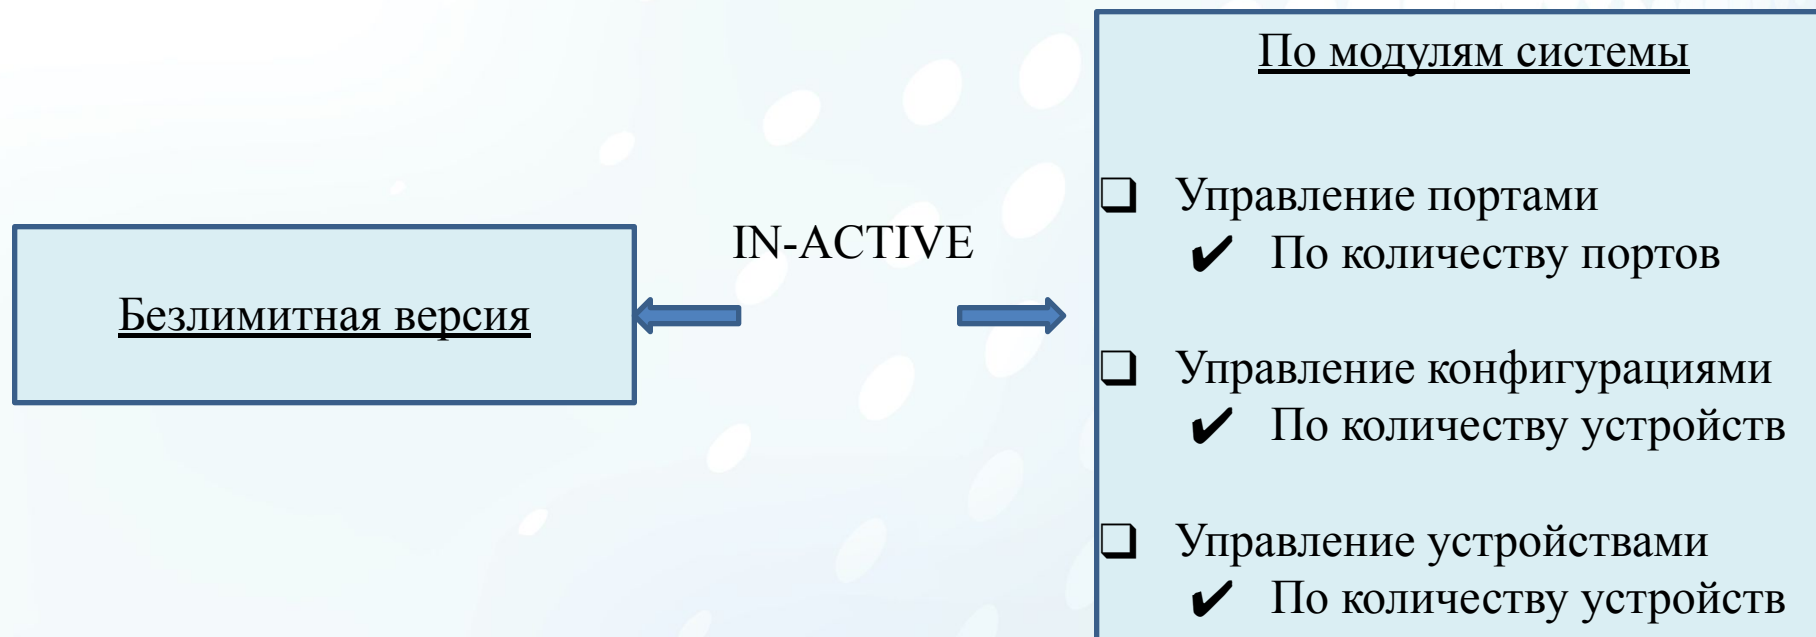 Безлимитная версия
IN-ACTIVE
По модулям системы
Управление портами
По количеству портов
Управление конфигурациями
По количеству устройств
Управление устройствами
По количеству устройств